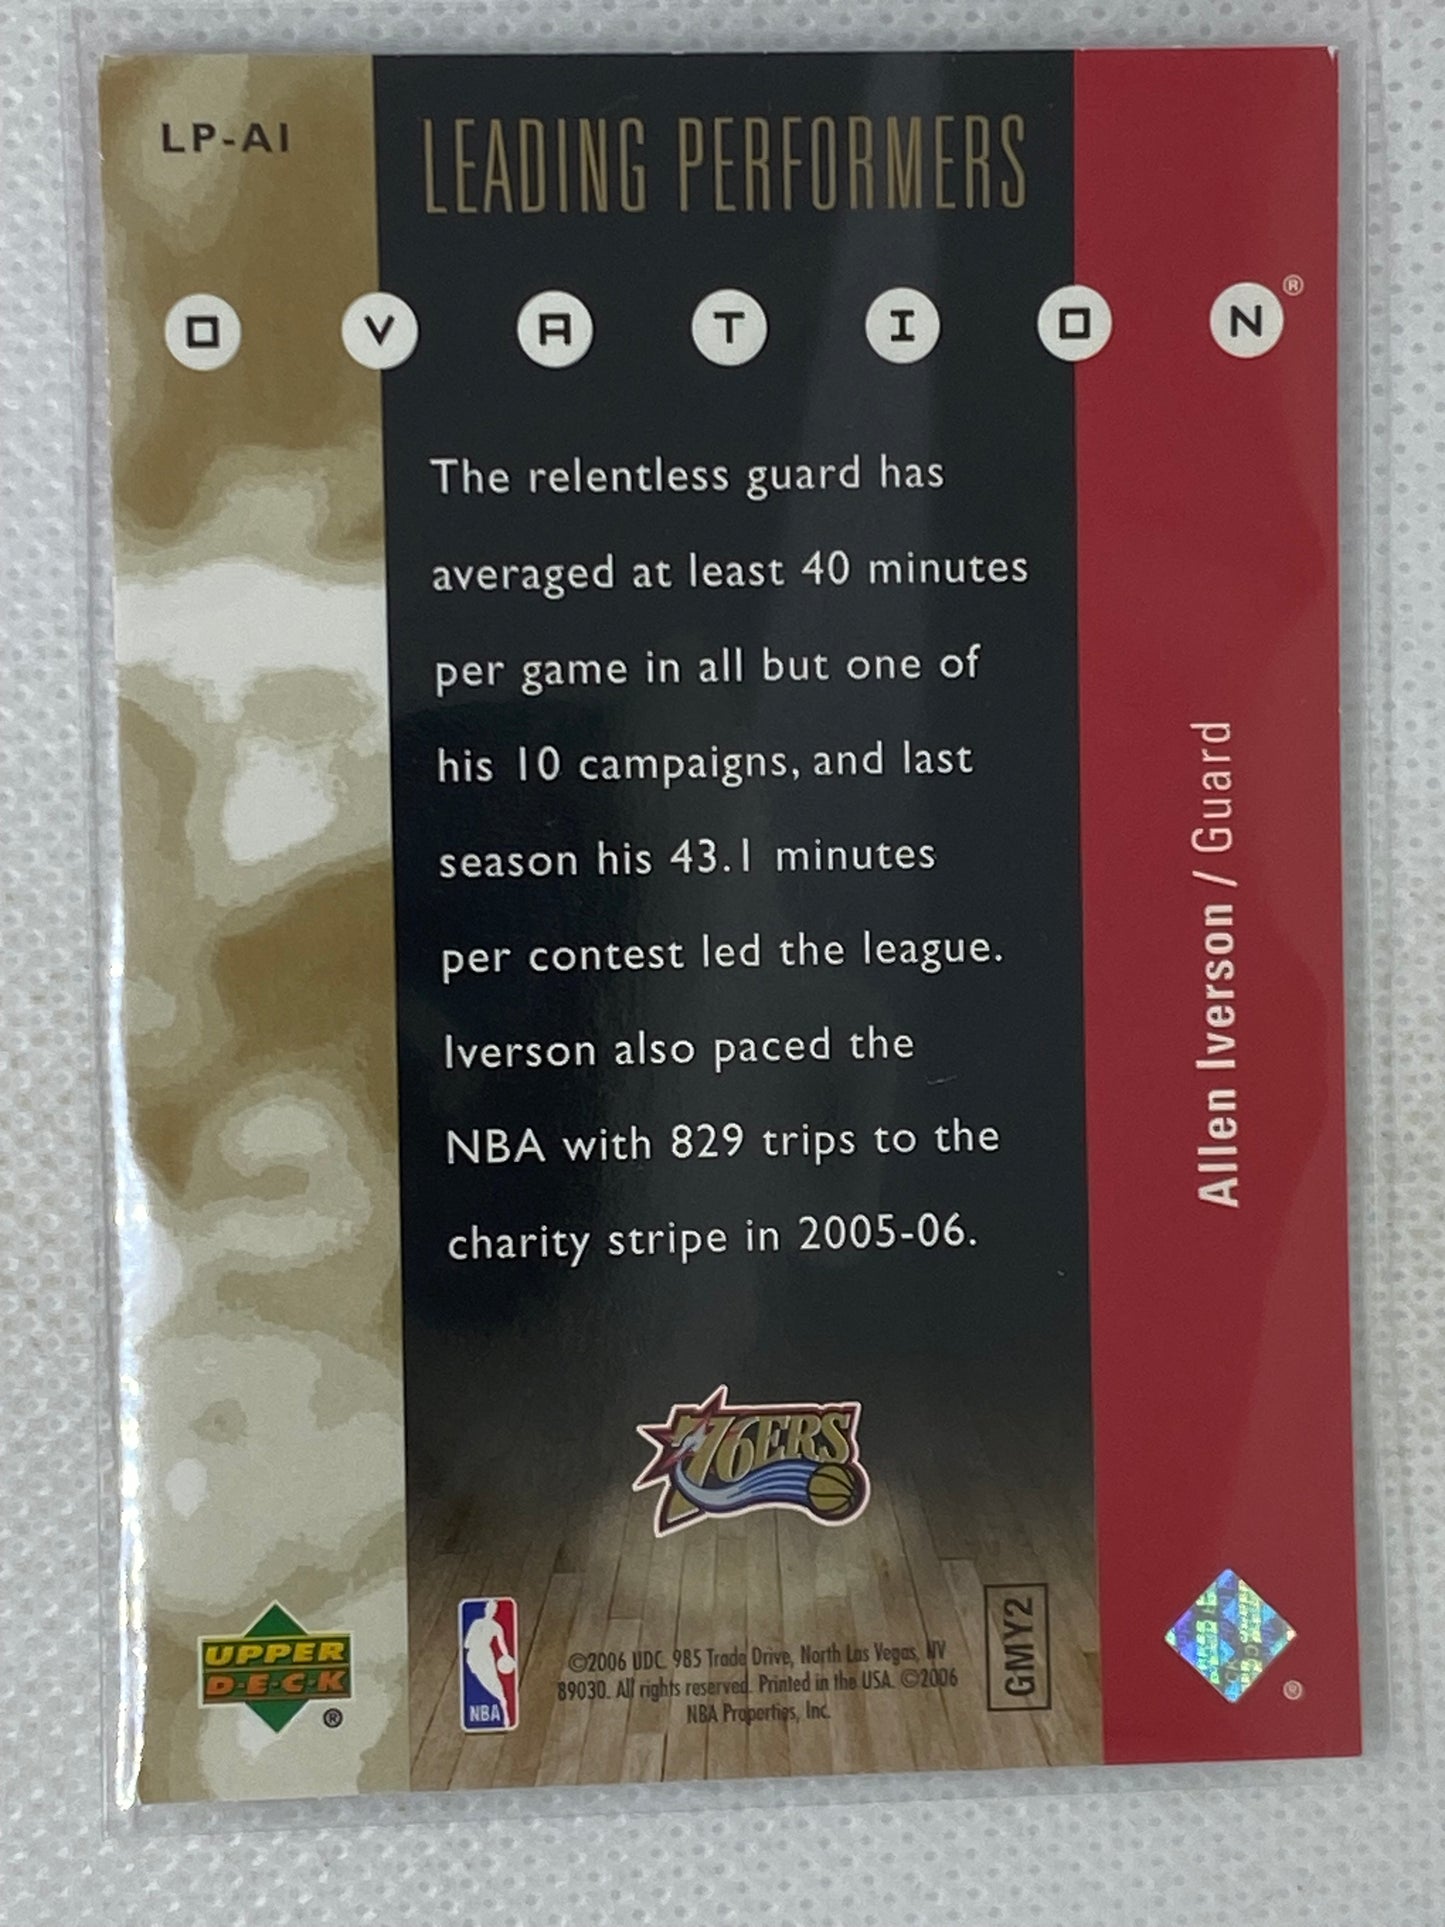 LP-AI
LEADING PERFORMERS
OVATION®
The relentless guard has
averaged at least 40 minutes
per game in all but one of
his 10 campaigns, and last
season his 43.1 minutes
per contest led the league.
Iverson also paced the
NBA with 829 trips to the
charity stripe in 2005-06.
Allen Iverson / Guard
76ERS
UPPER
D·E·C·K
®
NBA
©2006 UDC. 985 Trade Drive, North Las Vegas, NV
89030. All rights reserved. Printed in the USA. ©2006
NBA Properties, Inc.
GMY2
®